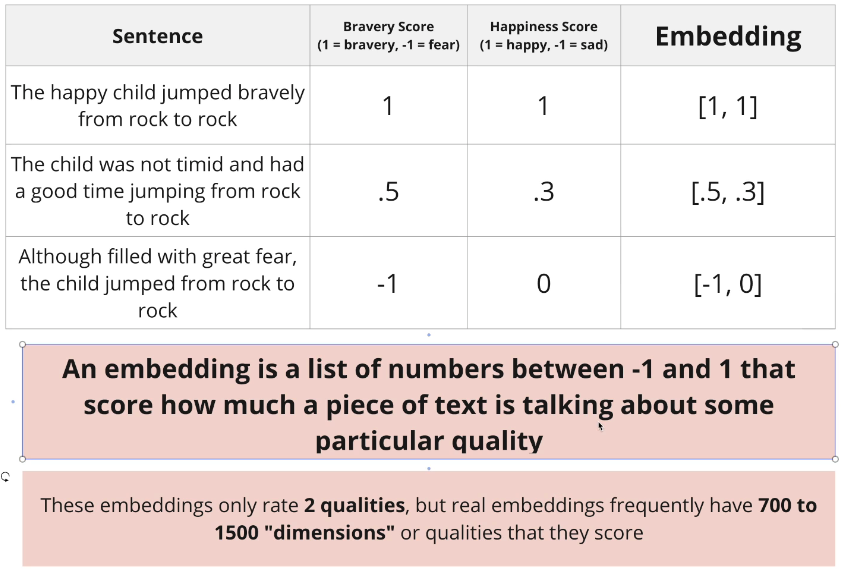 Sentence
Bravery Score
(1 = bravery, -1 = fear)
Happiness Score
(1 = happy, -1 = sad)
Embedding
The happy child jumped bravely
from rock to rock
1
1
[1, 1]
The child was not timid and had
a good time jumping from rock
to rock
.5
.3
[.5, .3]
Although filled with great fear,
the child jumped from rock to
rock
-1
0
[-1, 0]
An embedding is a list of numbers between -1 and 1 that
score how much a piece of text is talking about some
particular quality
These embeddings only rate 2 qualities, but real embeddings frequently have 700 to
1500 "dimensions" or qualities that they score